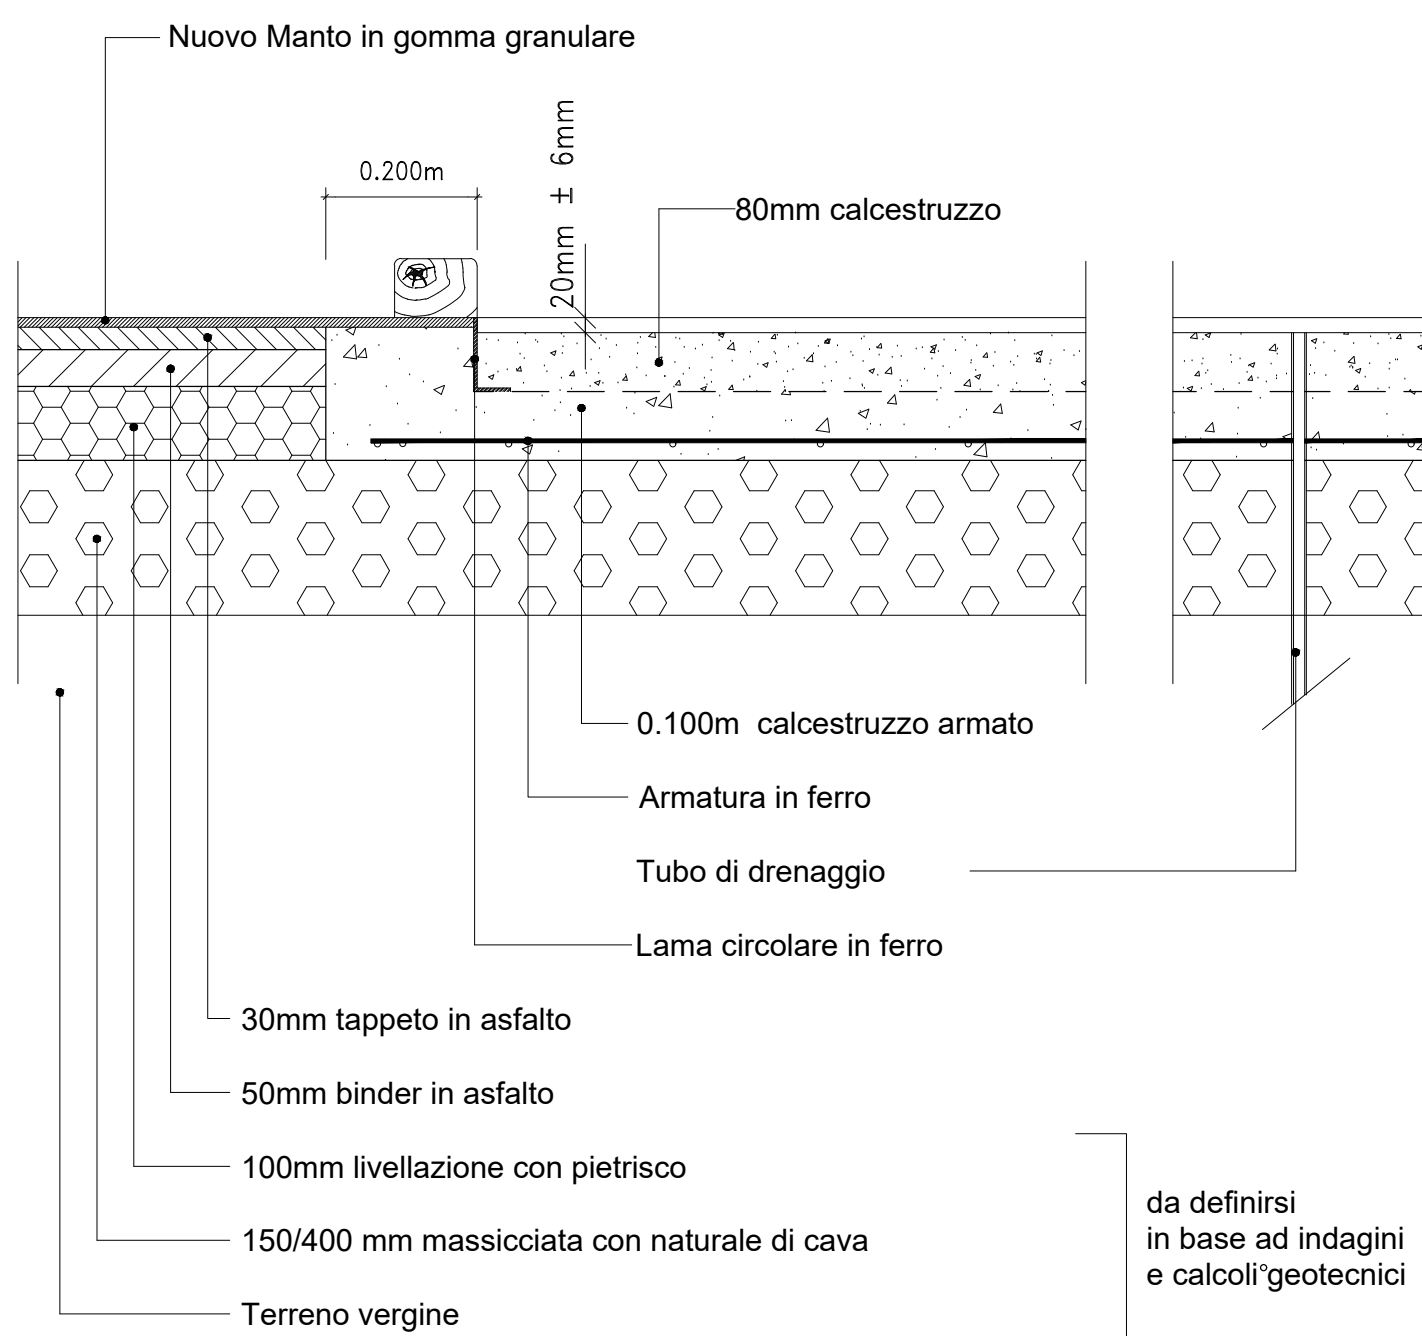 Nuovo Manto in gomma granulare
0.200m
20mm ± 6mm
80mm calcestruzzo
0.100m calcestruzzo armato
Armatura in ferro
Tubo di drenaggio
Lama circolare in ferro
30mm tappeto in asfalto
50mm binder in asfalto
100mm livellazione con pietrisco
150/400 mm massicciata con naturale di cava
Terreno vergine
da definirsi
in base ad indagini
e calcoli°geotecnici